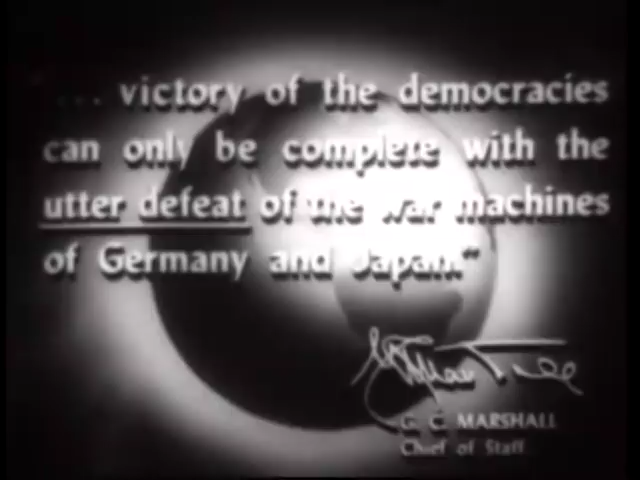 ... victory of the democracies
can only be complete with the
utter defeat of the war machines
of Germany and Japan."
G. C. MARSHALL
Chief of Staff